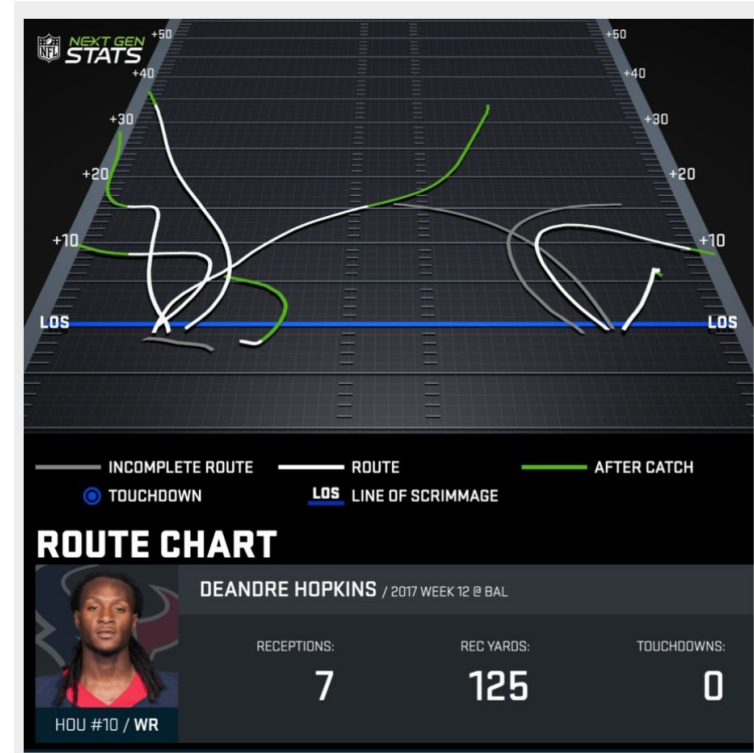 NFL NEXT GEN STATS
+50 +50
+40 +40
+30 +30
+20 +20
+10 +10
LOS LOS
INCOMPLETE ROUTE ROUTE AFTER CATCH
TOUCHDOWN LOS LINE OF SCRIMMAGE
ROUTE CHART
DEANDRE HOPKINS / 2017 WEEK 12 @ BAL
RECEPTIONS: REC YARDS: TOUCHDOWNS:
7 125 0
HOU #10 / WR